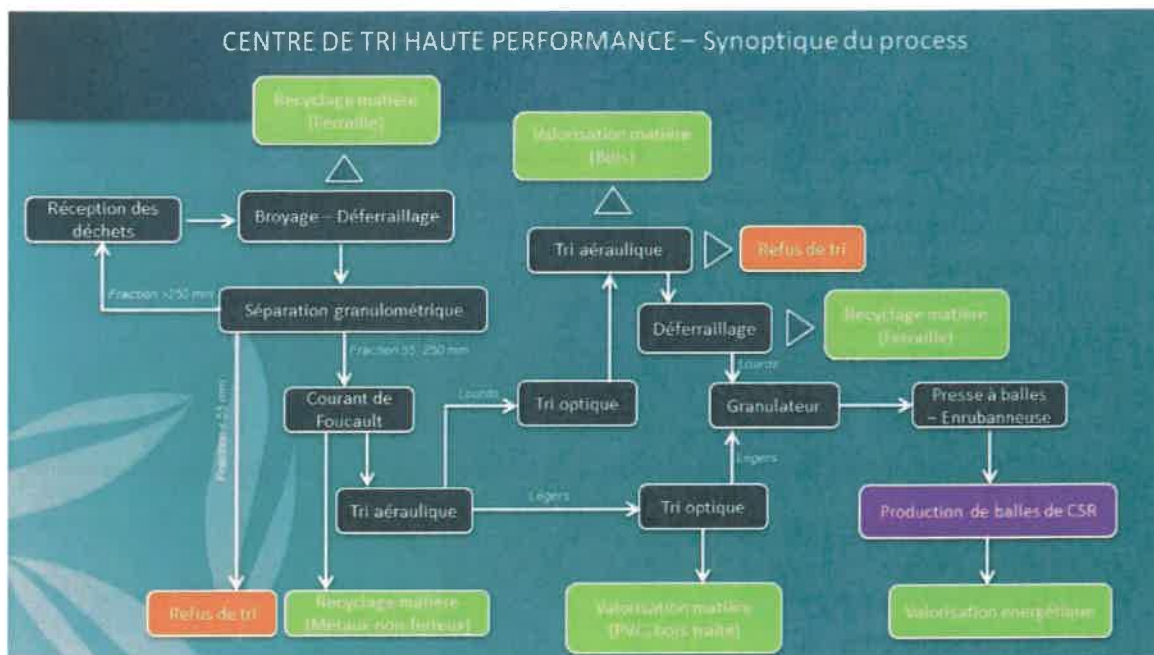 CENTRE DE TRI HAUTE PERFORMANCE – Synoptique du process
Recyclage matière
(Ferraille)
Valorisation matière
(Bois)
Réception des
déchets
Broyage – Déferraillage
Tri aéraulique
Refus de tri
Fraction >250 mm
Séparation granulométrique
Déferraillage
Recyclage matière
(Ferraille)
Fraction 55 250 mm
Lourds
Courant de
Foucault
Lourds
Tri optique
Granulateur
Presse à balles
– Enrubanneuse
Fraction < 55 mm
Légers
Tri aéraulique
Légers
Tri optique
Production de balles de CSR
Refus de tri
Recyclage matière
(Métaux non ferreux)
Valorisation matière
(PVC, bois traité)
Valorisation énergétique